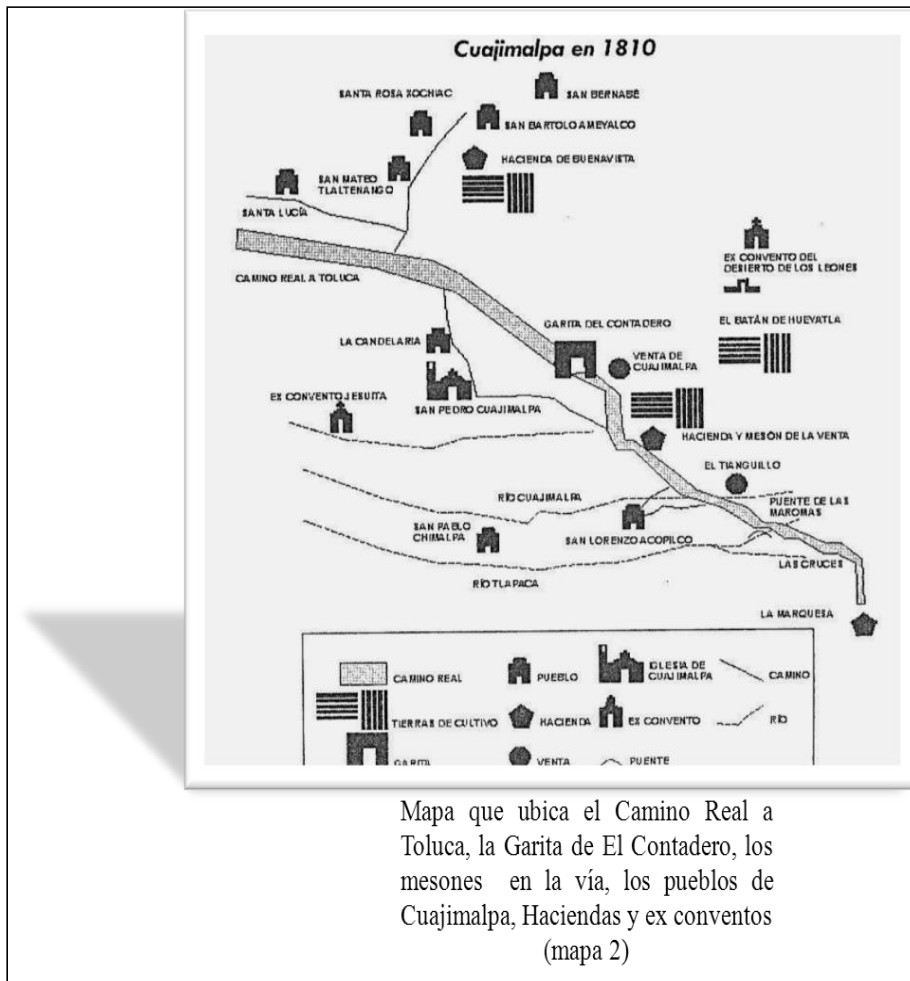 Cuajimalpa en 1810
SAN BERNABÉ
SANTA ROSA XOCHIAC
SAN BARTOLO AMEYALCO
HACIENDA DE BUENAVISTA
SAN MATEO
TLALTENANGO
SANTA LUCÍA
CAMINO REAL A TOLUCA
EX CONVENTO DEL
DESIERTO DE LOS LEONES
GARITA DEL CONTADERO
EL BATÁN DE HUEYATLA
LA CANDELARIA
VENTA DE
CUAJIMALPA
EX CONVENTO JESUITA
SAN PEDRO CUAJIMALPA
HACIENDA Y MESÓN DE LA VENTA
EL TIANGUILLO
RÍO CUAJIMALPA
PUENTE DE LAS
MAROMAS
SAN PABLO
CHIMALPA
SAN LORENZO ACOPILCO
LAS CRUCES
RÍO TLAPACA
LA MARQUESA
CAMINO REAL
PUEBLO
IGLESIA DE
CUAJIMALPA
CAMINO
TIERRAS DE CULTIVO
HACIENDA
EX CONVENTO
RÍO
GARITA
VENTA
PUENTE
Mapa que ubica el Camino Real a
Toluca, la Garita de El Contadero, los
mesones en la vía, los pueblos de
Cuajimalpa, Haciendas y ex conventos
(mapa 2)